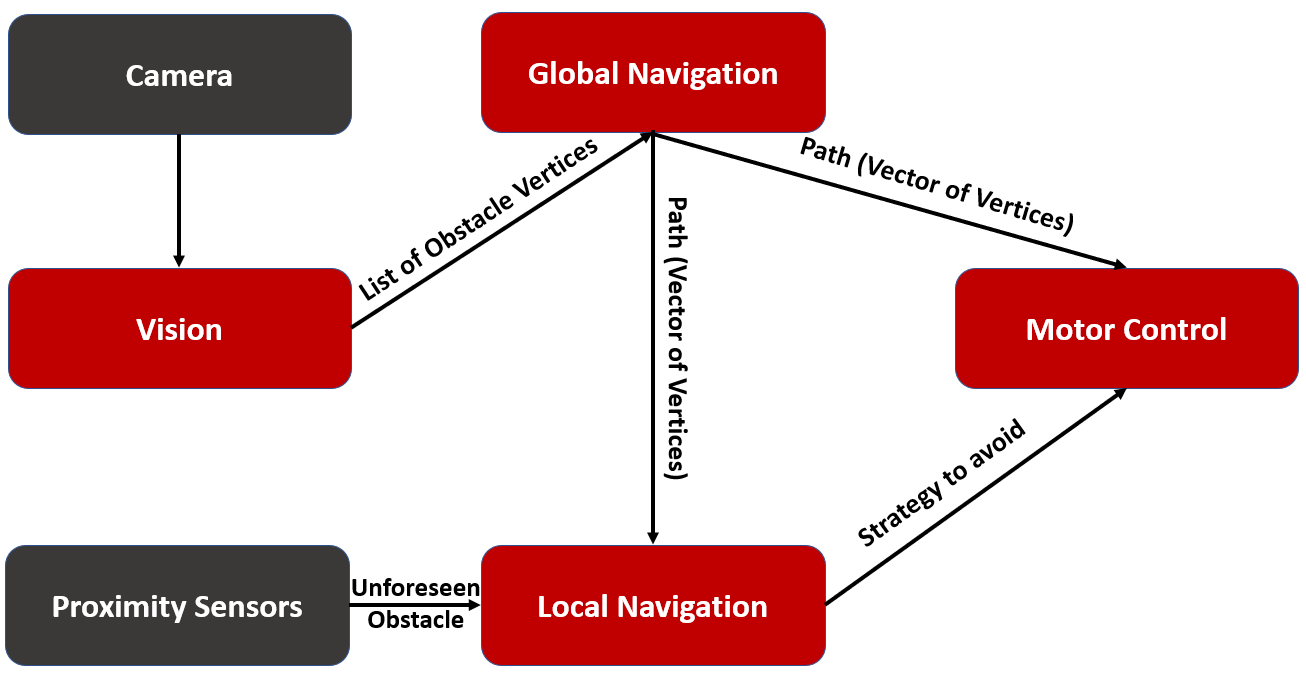 Camera
Global Navigation
List of Obstacle Vertices
Path (Vector of Vertices)
Path (Vector of Vertices)
Vision
Motor Control
Strategy to avoid
Proximity Sensors
Unforeseen
Obstacle
Local Navigation